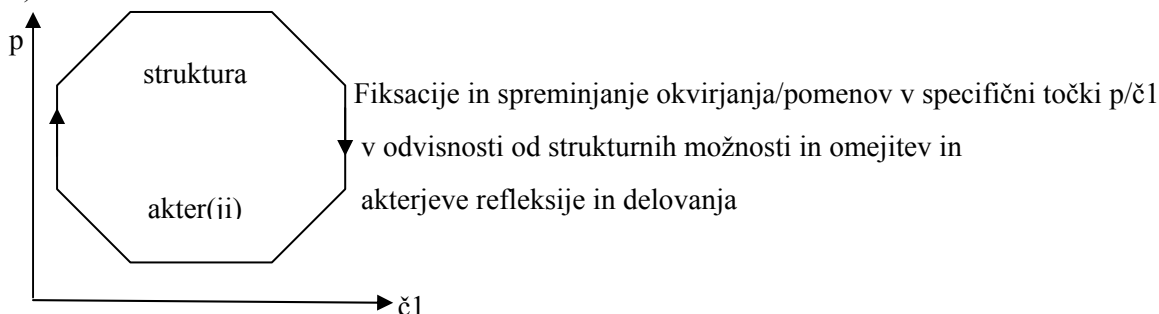 p
struktura
Fiksacije in spreminjanje okvirjanja/pomenov v specifični točki p/č1
v odvisnosti od strukturnih možnosti in omejitev in
akterjeve refleksije in delovanja
akter(ji)
č1